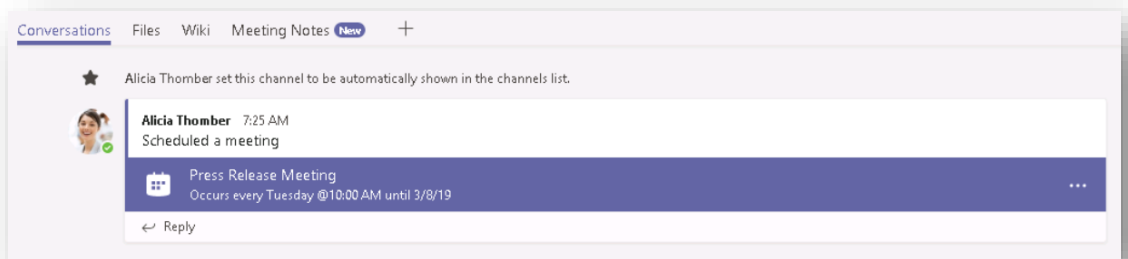 Conversations Files Wiki Meeting Notes New
Alicia Thomber set this channel to be automatically shown in the channels list.
Alicia Thomber 7:25 AM
Scheduled a meeting
Press Release Meeting
Occurs every Tuesday @10:00 AM until 3/8/19
Reply